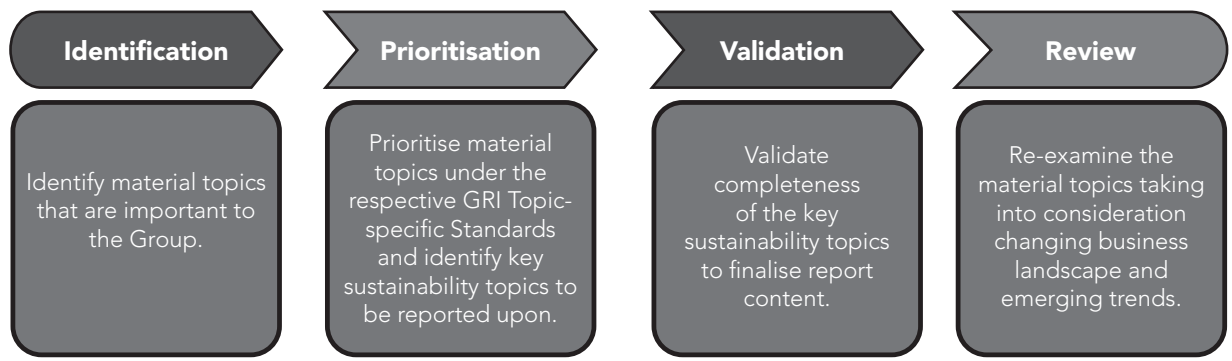 Identification
Identify material topics
that are important to
the Group.
Prioritisation
Prioritise material
topics under the
respective GRI Topic-
specific Standards
and identify key
sustainability topics to
be reported upon.
Validation
Validate
completeness
of the key
sustainability topics
to finalise report
content.
Review
Re-examine the
material topics taking
into consideration
changing business
landscape and
emerging trends.